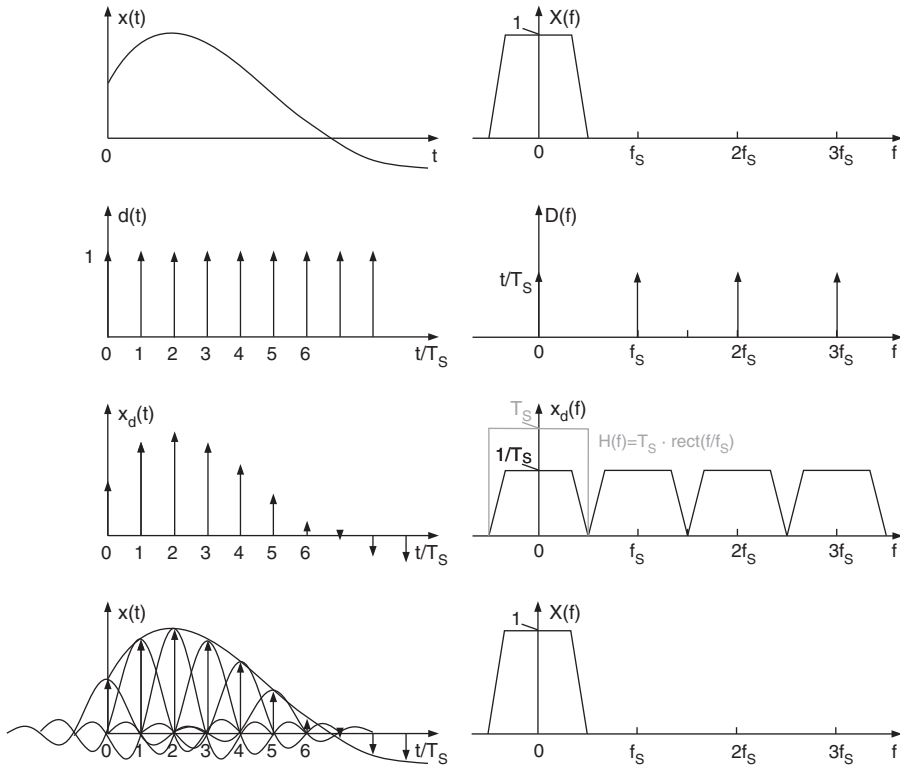 x(t)
0
t
X(f)
1
0 f_S 2f_S 3f_S f
d(t)
1
0 1 2 3 4 5 6 t/T_S
D(f)
t/T_S
0 f_S 2f_S 3f_S f
x_d(t)
0 1 2 3 4 5 6 t/T_S
T_S x_d(f)
H(f)=T_S · rect(f/f_S)
1/T_S
0 f_S 2f_S 3f_S f
x(t)
0 1 2 3 4 5 6 t/T_S
X(f)
1
0 f_S 2f_S 3f_S f